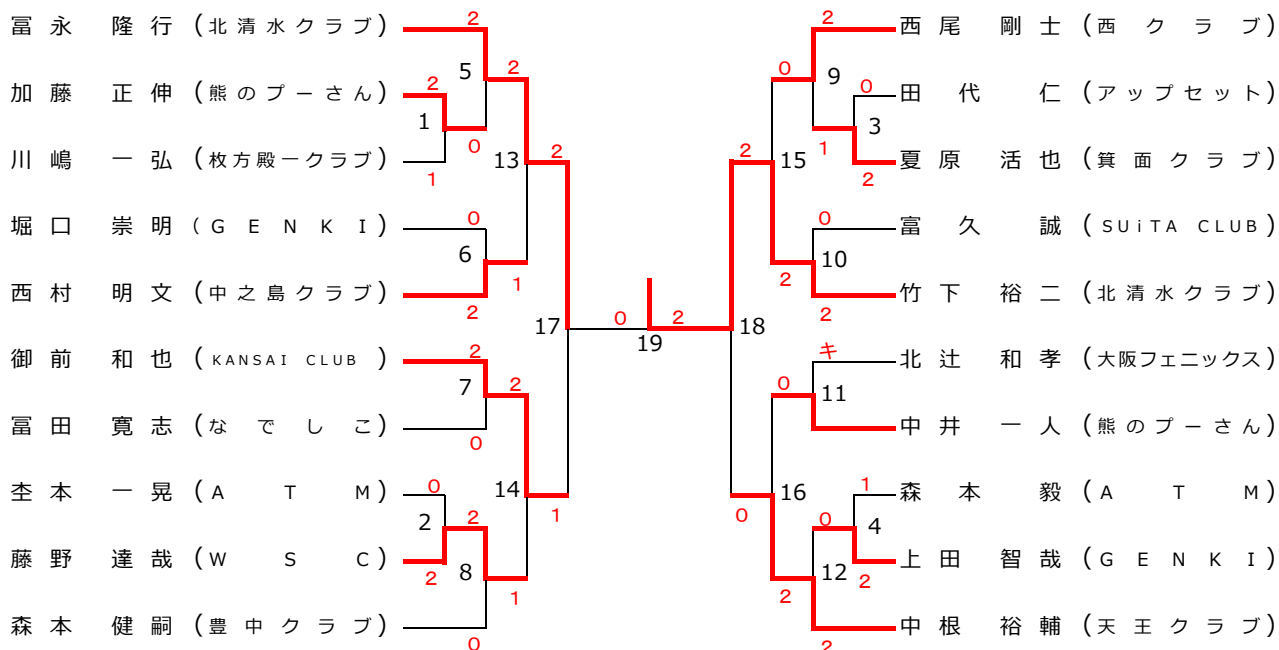 冨永 隆行 (北清水クラブ) 2
2 西尾 剛士 (西クラブ)
5 2
0 9
加藤 正伸 (熊のプーさん) 2
0 田代 仁 (アップセット)
1 0
3
川嶋 一弘 (枚方殿一クラブ) 1
13 2
2 15
1 2 夏原 活也 (箕面クラブ)
堀口 崇明 (GENKI) 0
0 富久 誠 (SUiTA CLUB)
6 1
2 10
西村 明文 (中之島クラブ) 2
2 竹下 裕二 (北清水クラブ)
17 0 19 2 18
御前 和也 (KANSAI CLUB) 2
キ 北辻 和孝 (大阪フェニックス)
7 2
0 11
冨田 寛志 (なでしこ) 0
中井 一人 (熊のプーさん)
杢本 一晃 (ATM) 0
14 1
0 16
1 森本 毅 (ATM)
2 2
0 4
藤野 達哉 (WSC) 2
8 1
2 12
2 上田 智哉 (GENKI)
森本 健嗣 (豊中クラブ) 0
2 中根 裕輔 (天王クラブ)